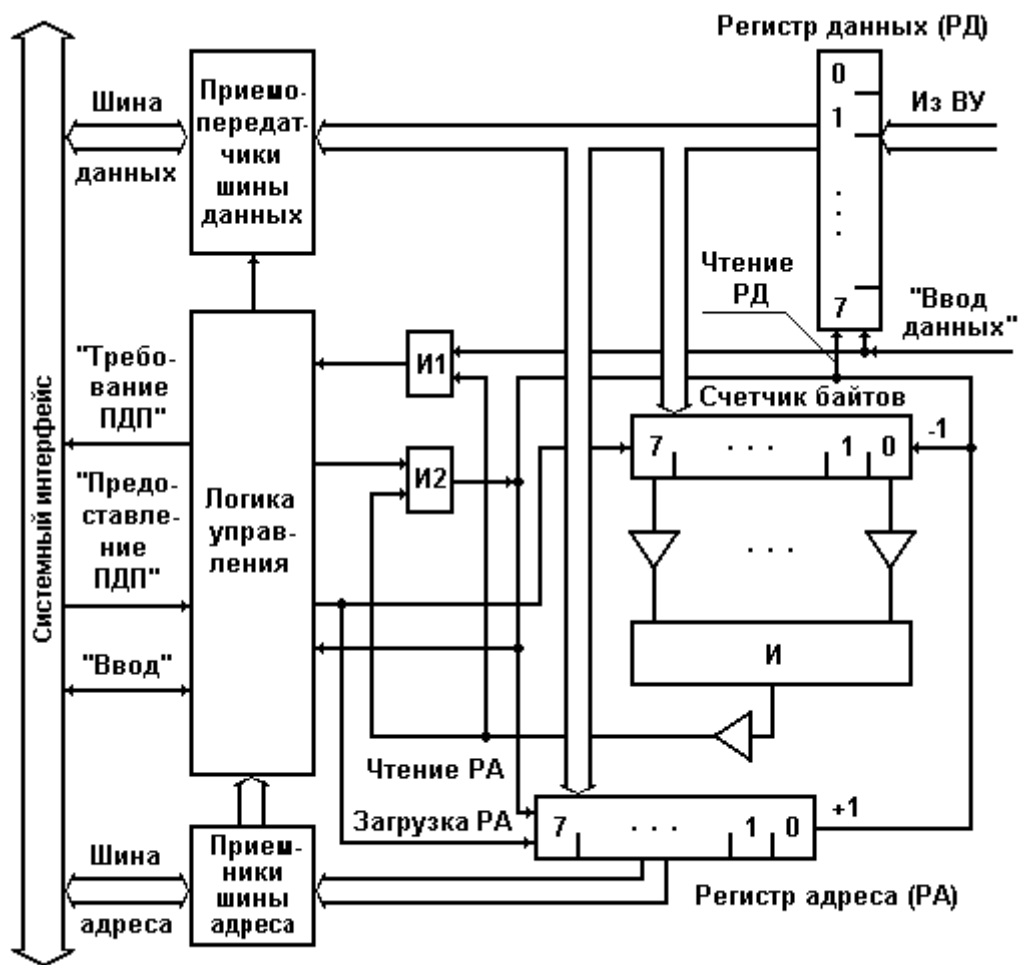 Регистр данных (РД)
Приемо-
передат-
чики
шины
данных
Шина
данных
0
1
.
.
.
7
Из ВУ
Чтение
РД
"Ввод
данных"
"Требо-
вание
ПДП"
И1
Счетчик байтов
7 . . . 1 0
-1
И2
"Предо-
ставле-
ние
ПДП"
Логика
управ-
ления
. . .
Системный интерфейс
И
"Ввод"
Чтение РА
Загрузка РА
7 . . . 1 0
+1
Шина
адреса
Прием-
ники
шины
адреса
Регистр адреса (РА)